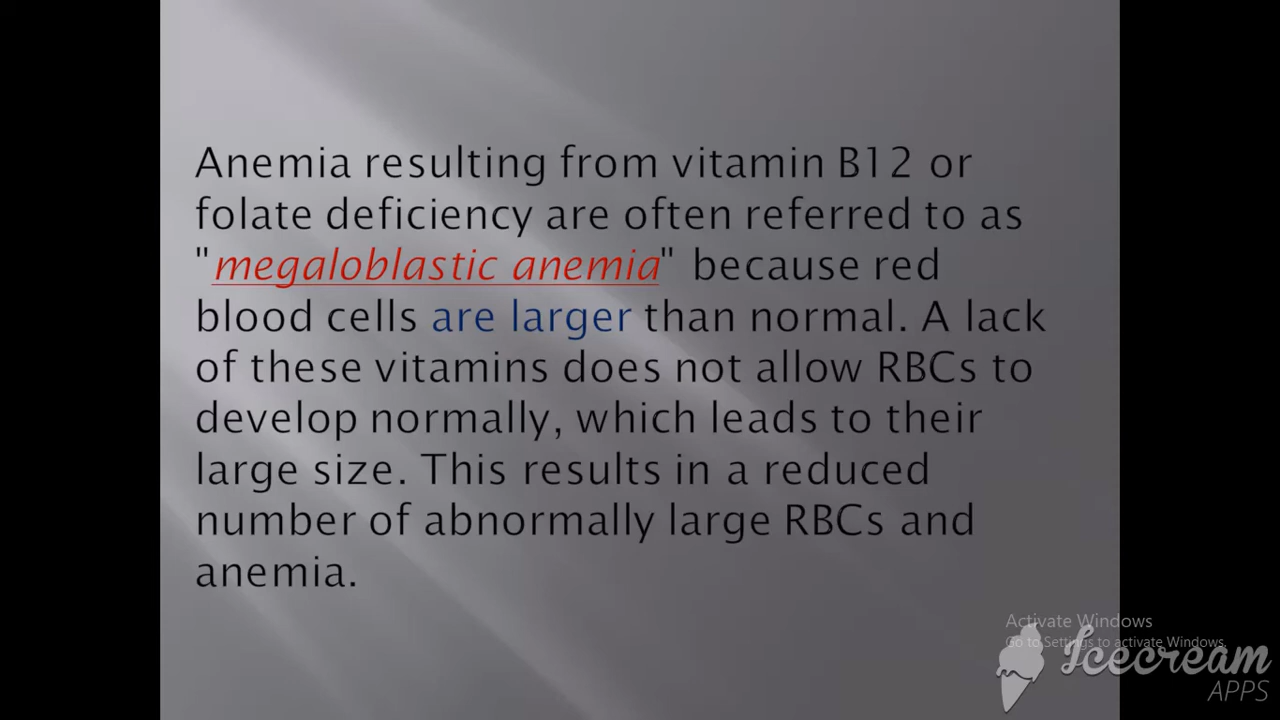 Anemia resulting from vitamin B12 or
folate deficiency are often referred to as
"megaloblastic anemia" because red
blood cells are larger than normal. A lack
of these vitamins does not allow RBCs to
develop normally, which leads to their
large size. This results in a reduced
number of abnormally large RBCs and
anemia.
Activate Windows
Go to Settings to activate Windows.
Icecream
APPS